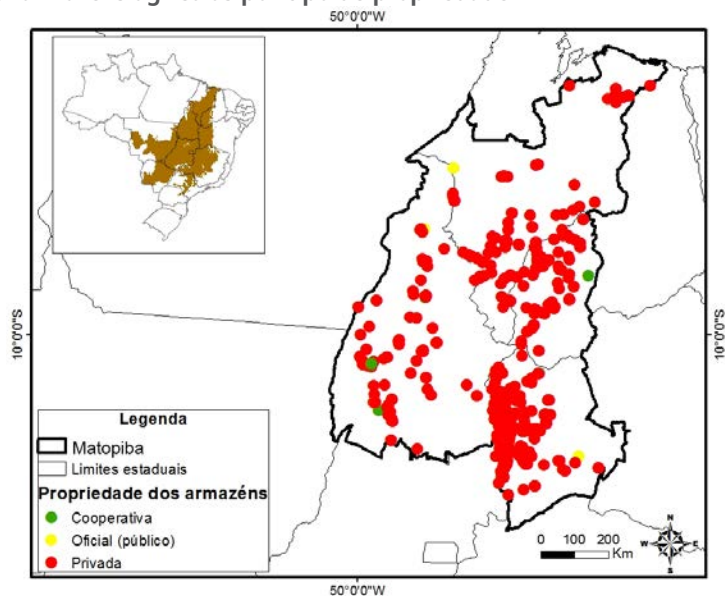 50°0'0"W
10°0'0"S
10°0'0"S
Legenda
Matopiba
Limites estaduais
Propriedade dos armazéns
Cooperativa
Oficial (público)
Privada
0 100 200
Km
N
W E
S
50°0'0"W